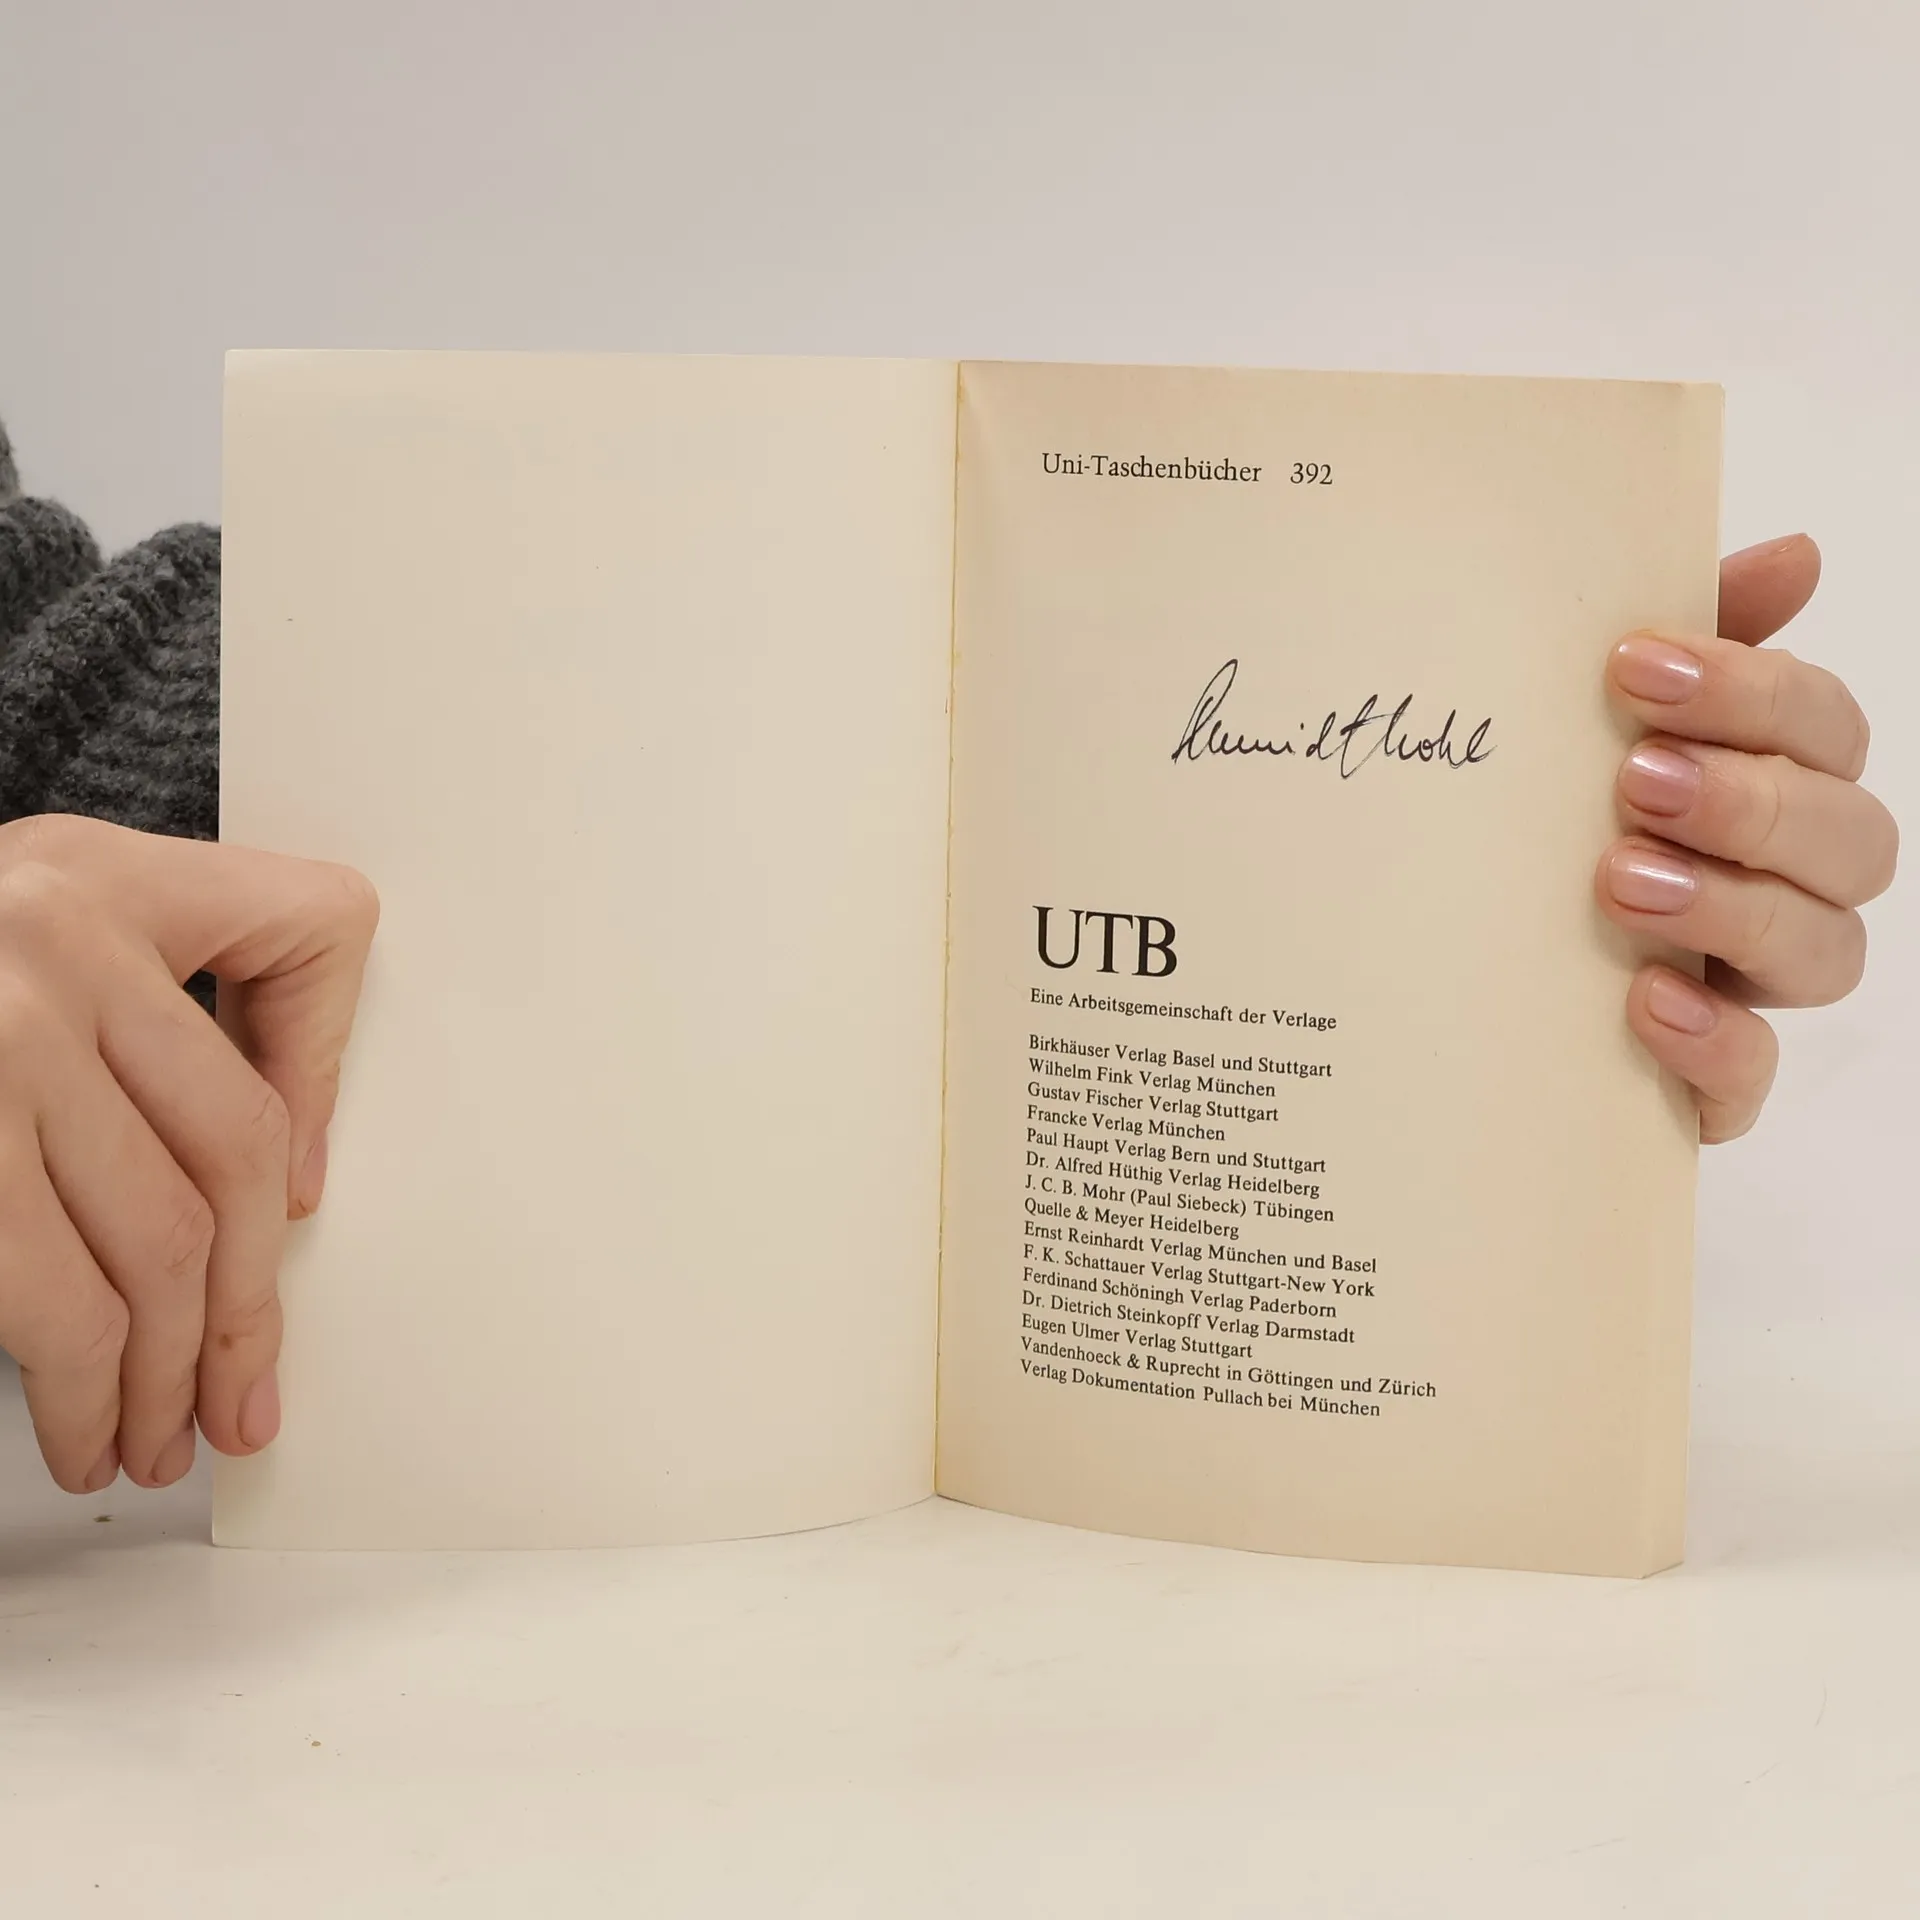 Uni-Taschenbücher 392
UTB
Eine Arbeitsgemeinschaft der Verlage
Birkhäuser Verlag Basel und Stuttgart
Wilhelm Fink Verlag München
Gustav Fischer Verlag Stuttgart
Francke Verlag München
Paul Haupt Verlag Bern und Stuttgart
Dr. Alfred Hüthig Verlag Heidelberg
J. C. B. Mohr (Paul Siebeck) Tübingen
Quelle & Meyer Heidelberg
Ernst Reinhardt Verlag München und Basel
F. K. Schattauer Verlag Stuttgart-New York
Ferdinand Schöningh Verlag Paderborn
Dr. Dietrich Steinkopff Verlag Darmstadt
Eugen Ulmer Verlag Stuttgart
Vandenhoeck & Ruprecht in Göttingen und Zürich
Verlag Dokumentation Pullach bei München